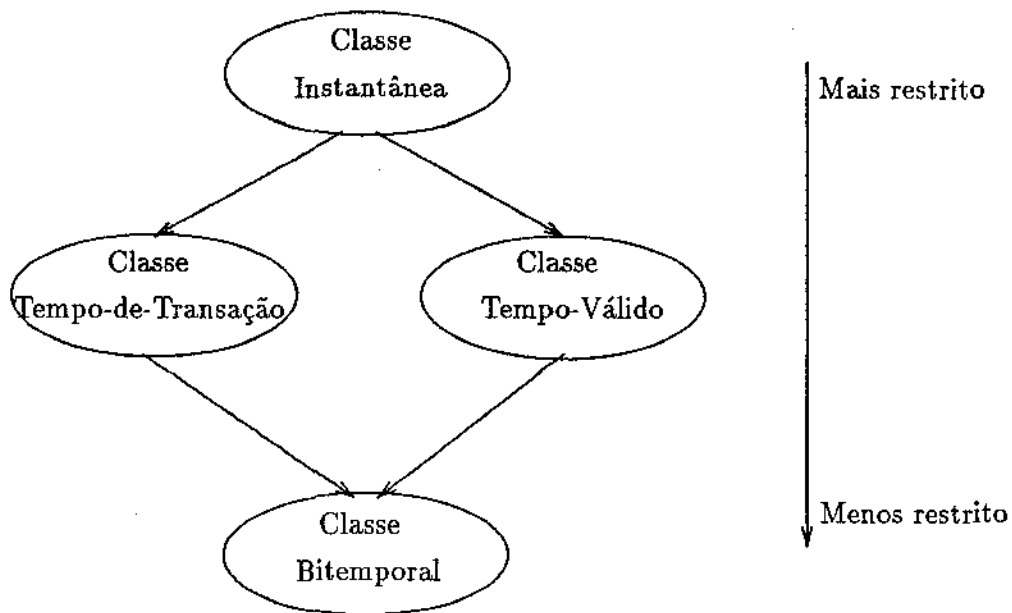 Classe
Instantânea
Mais restrito
Classe
Tempo-de-Transação
Classe
Tempo-Válido
Menos restrito
Classe
Bitemporal